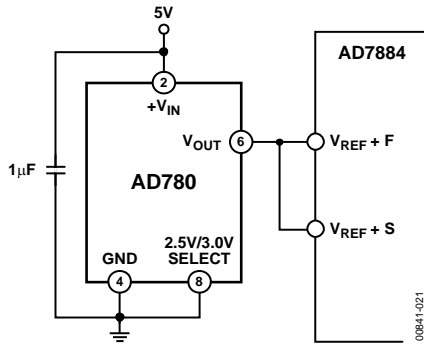 5V
AD7884
2
+VIN
VOUT 6
VREF + F
1µF
AD780
2.5V/3.0V
SELECT
VREF + S
GND
4
8
00841-021